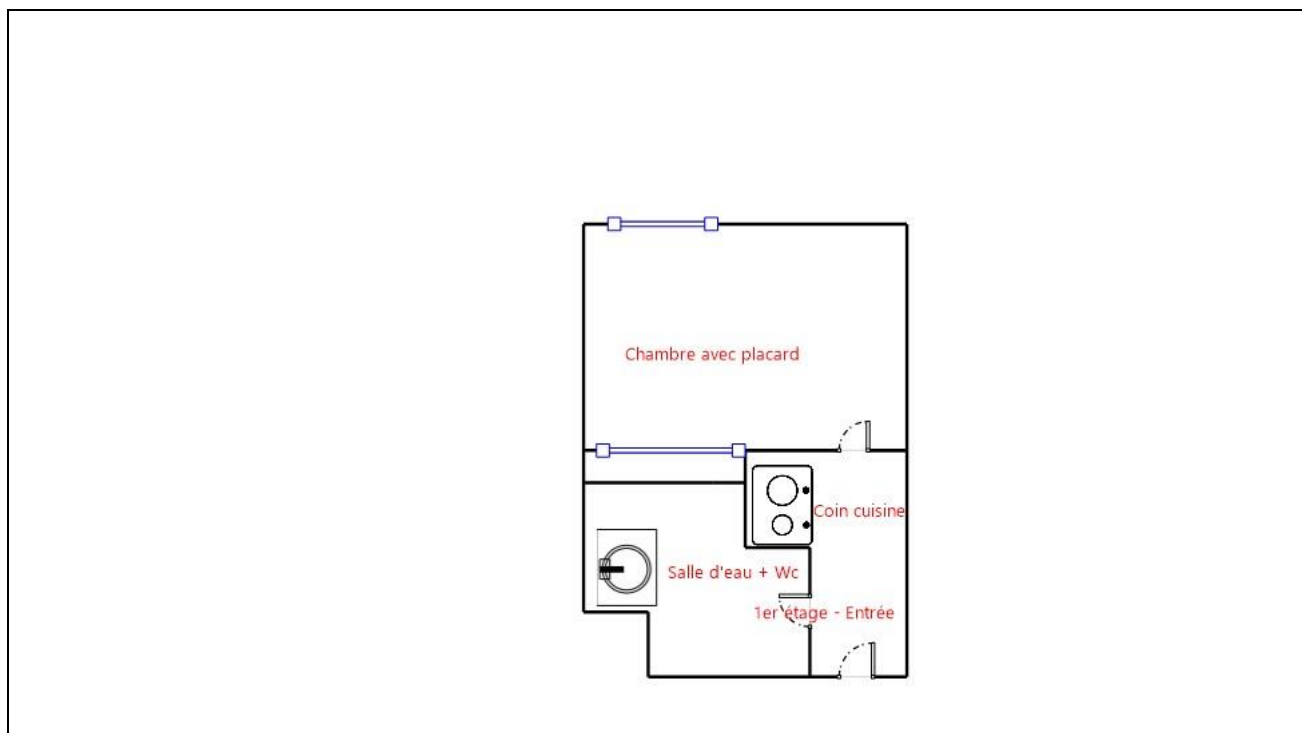 Chambre avec placard
Coin cuisine
Salle d'eau + Wc
1er étage - Entrée